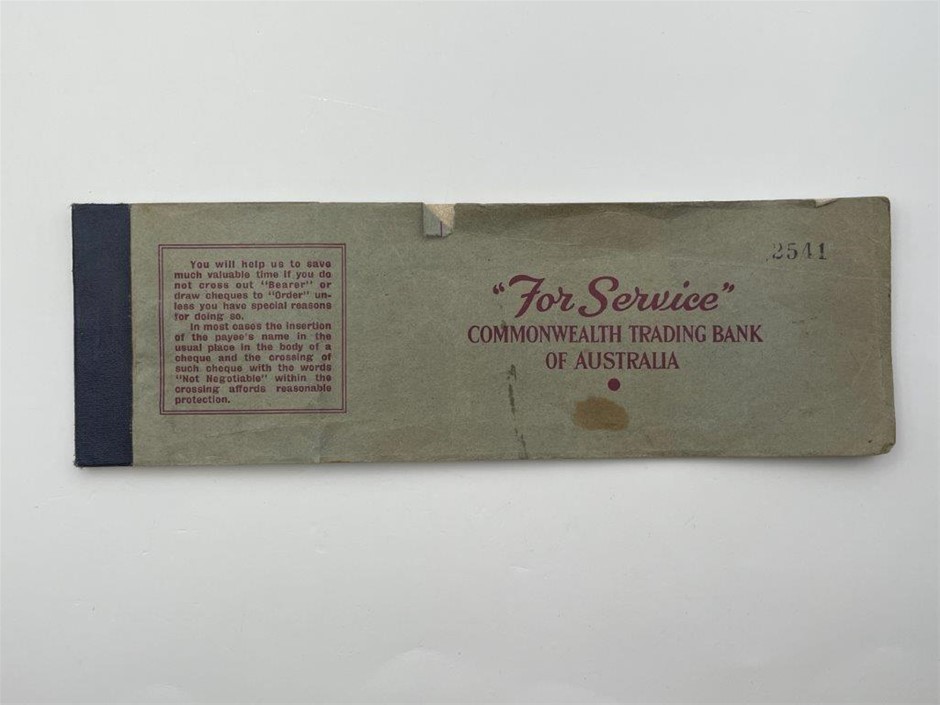 You will help us to save
much valuable time if you do
not cross out "Bearer" or
draw cheques to "Order" un-
less you have special reasons
for doing so.
In most cases the insertion
of the payee's name in the
usual place in the body of a
cheque and the crossing of
such cheque with the words
"Not Negotiable" within the
crossing affords reasonable
protection.
2541
"For Service"
COMMONWEALTH TRADING BANK
OF AUSTRALIA